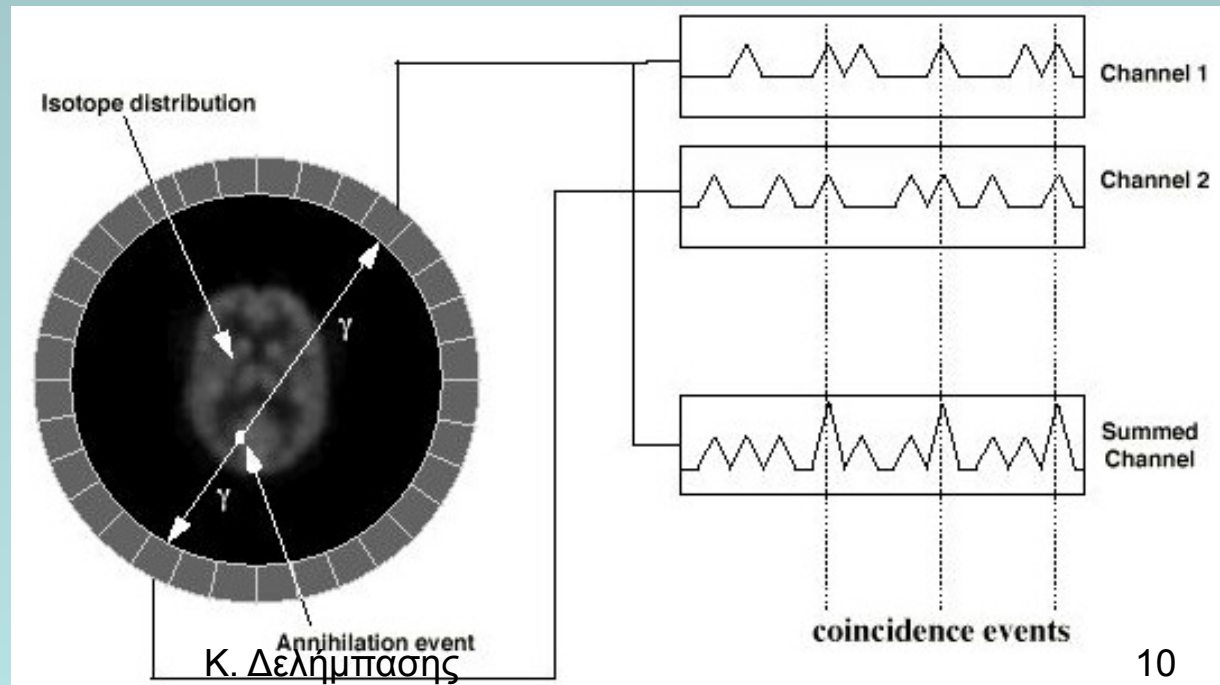 Isotope distribution
γ
γ
Annihilation event
Channel 1
Channel 2
Summed
Channel
coincidence events
Κ. Δελήμπασης
10